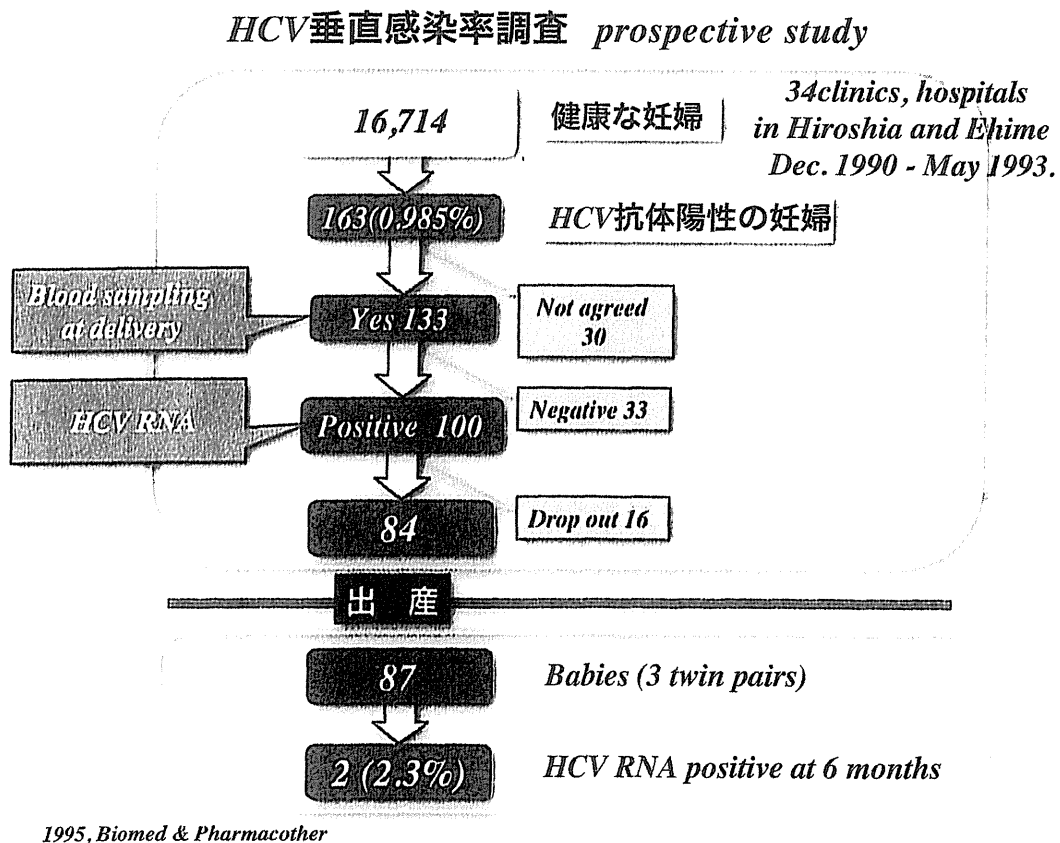 HCV垂直感染率調査 prospective study
16,714
健康な妊婦
34clinics, hospitals
in Hiroshia and Ehime
Dec. 1990 - May 1993.
163(0.985%)
HCV抗体陽性の妊婦
Blood sampling
at delivery
Yes 133
Not agreed
30
HCV RNA
Positive 100
Negative 33
84
Drop out 16
出 産
87
Babies (3 twin pairs)
2 (2.3%)
HCV RNA positive at 6 months
1995, Biomed & Pharmacother